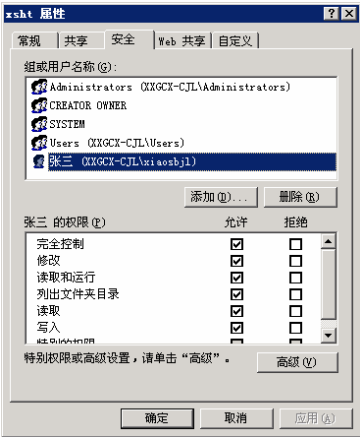 xsht 属性
常规 共享 安全 Web 共享 自定义
组或用户名称(G):
Administrators (XXGCX-CJL\Administrators)
CREATOR OWNER
SYSTEM
Users (XXGCX-CJL\Users)
张三 (XXGCX-CJL\xiaosbjl)
添加(D)... 删除(R)
张三 的权限(P) 允许 拒绝
完全控制
修改
读取和运行
列出文件夹目录
读取
写入
特别的权限
特别权限或高级设置，请单击“高级”。
高级(V)
确定 取消 应用(A)